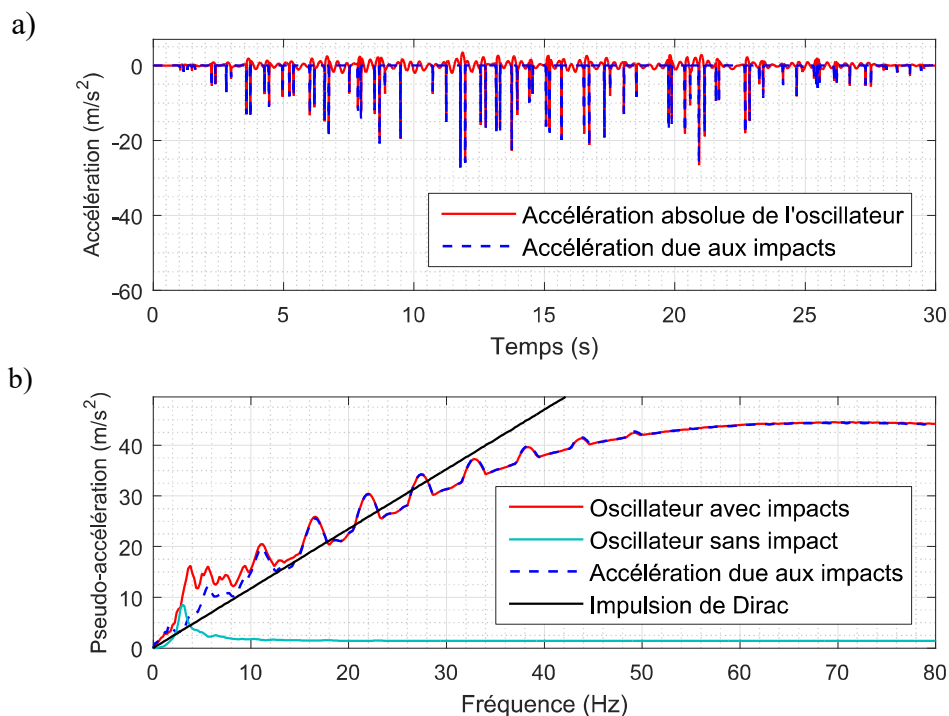 a)
Accélération (m/s²)
0
-20
-40
-60
Accélération absolue de l'oscillateur
Accélération due aux impacts
0 5 10 15 20 25 30
Temps (s)
b)
Pseudo-accélération (m/s²)
40
30
20
10
0
Oscillateur avec impacts
Oscillateur sans impact
Accélération due aux impacts
Impulsion de Dirac
0 10 20 30 40 50 60 70 80
Fréquence (Hz)